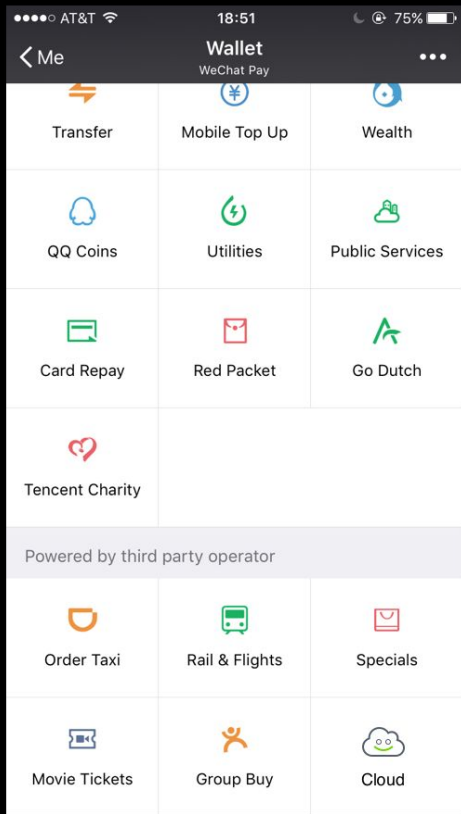 AT&T 18:51 75%
Me Wallet
WeChat Pay
Transfer Mobile Top Up Wealth
QQ Coins Utilities Public Services
Card Repay Red Packet Go Dutch
Tencent Charity
Powered by third party operator
Order Taxi Rail & Flights Specials
Movie Tickets Group Buy Cloud